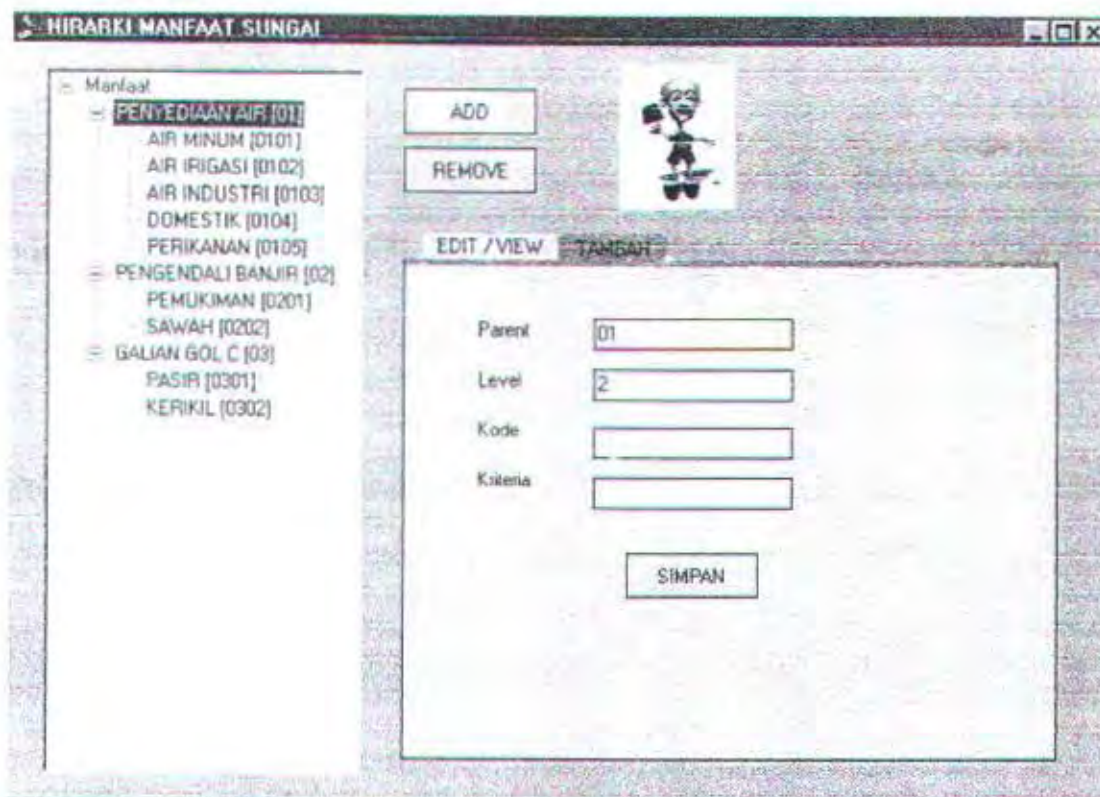 HIRARKI MANFAAT SUNGAI
Manfaat
PENYEDIAAN AIR [01]
AIR MINUM [0101]
AIR IRIGASI [0102]
AIR INDUSTRI [0103]
DOMESTIK [0104]
PERIKANAN [0105]
PENGENDALI BANJIR [02]
PEMUKIMAN [0201]
SAWAH [0202]
GALIAN GOL C [03]
PASIR [0301]
KERIKIL [0302]
ADD
REMOVE
EDIT / VIEW TAMBAH
Parent 01
Level 2
Kode
Kriteria
SIMPAN